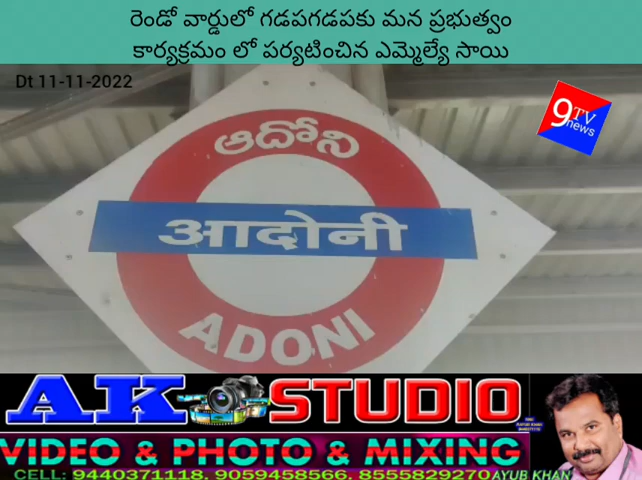 రెండో వార్డులో గడపగడపకు మన ప్రభుత్వం
కార్యక్రమం లో పర్యటించిన ఎమ్మెల్యే సాయి
Dt 11-11-2022
9 TV
news
ఆదోని
आदोनी
ADONI
AK STUDIO
VIDEO & PHOTO & MIXING
CELL: 9440371118, 9059458566, 8555829270 AYUB KHAN